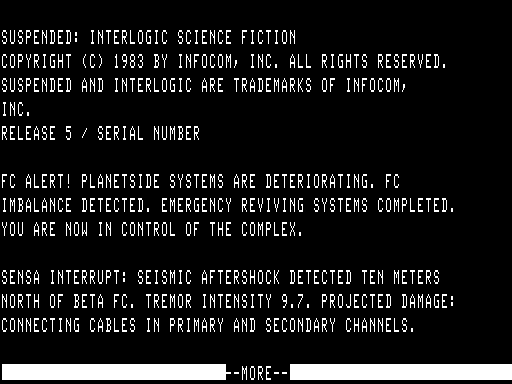 SUSPENDED: INTERLOGIC SCIENCE FICTION
COPYRIGHT (C) 1983 BY INFOCOM, INC. ALL RIGHTS RESERVED.
SUSPENDED AND INTERLOGIC ARE TRADEMARKS OF INFOCOM,
INC.
RELEASE 5 / SERIAL NUMBER
FC ALERT! PLANETSIDE SYSTEMS ARE DETERIORATING. FC
IMBALANCE DETECTED. EMERGENCY REVIVING SYSTEMS COMPLETED.
YOU ARE NOW IN CONTROL OF THE COMPLEX.
SENSA INTERRUPT: SEISMIC AFTERSHOCK DETECTED TEN METERS
NORTH OF BETA FC. TREMOR INTENSITY 9.7. PROJECTED DAMAGE:
CONNECTING CABLES IN PRIMARY AND SECONDARY CHANNELS.
--MORE--